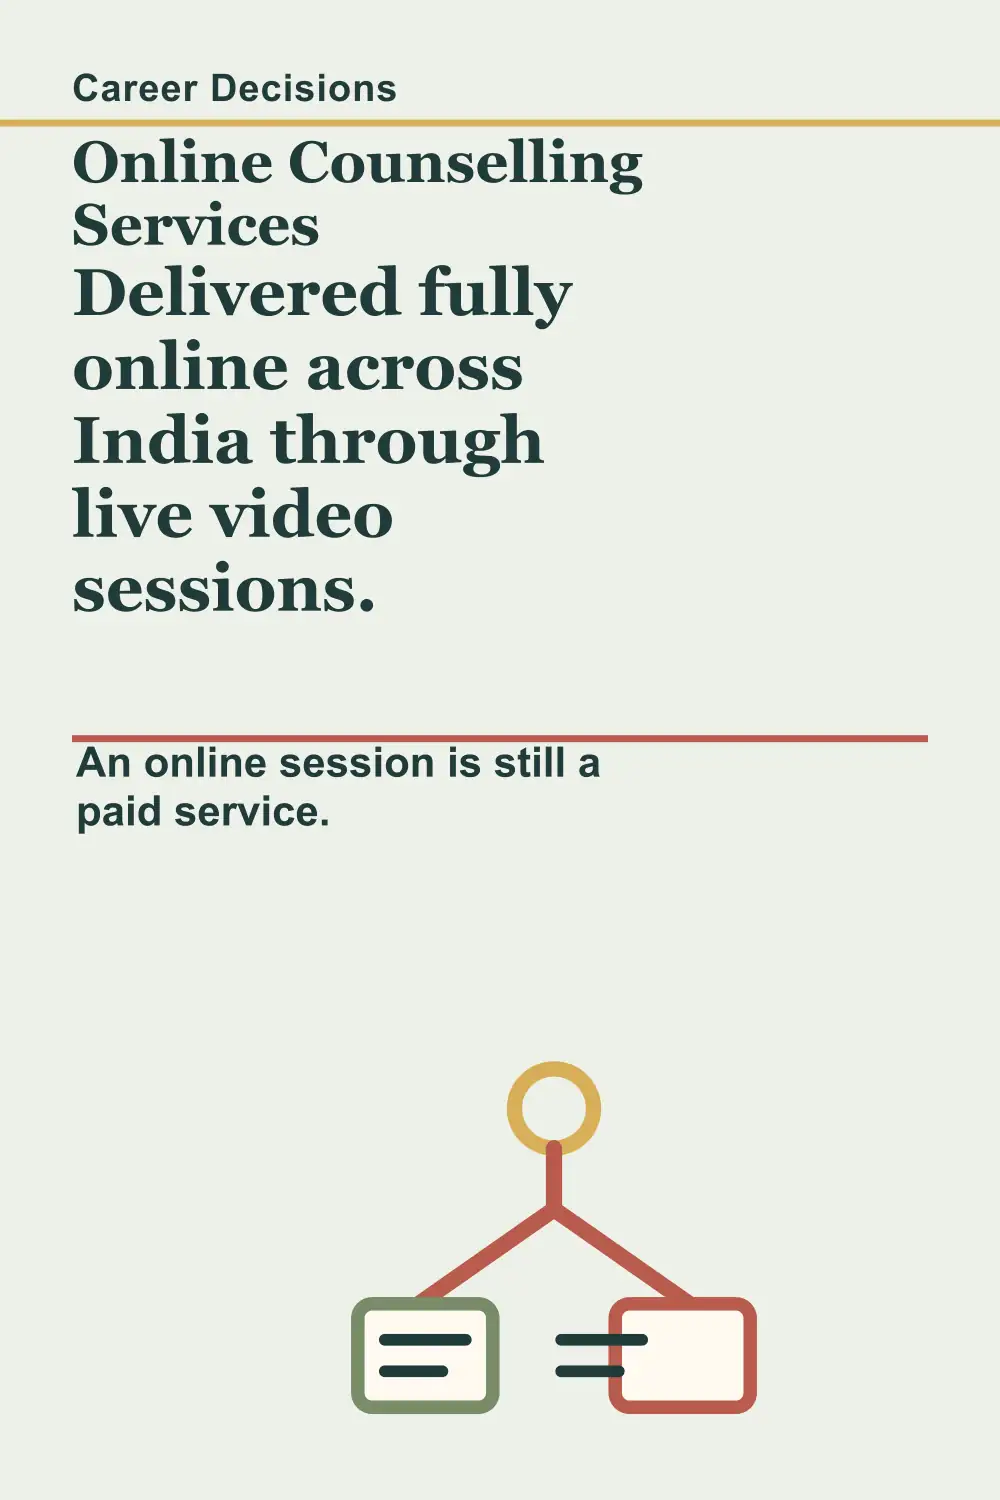 Career Decisions
Online Counselling
Services
Delivered fully
online across
India through
live video
sessions.
An online session is still a
paid service.